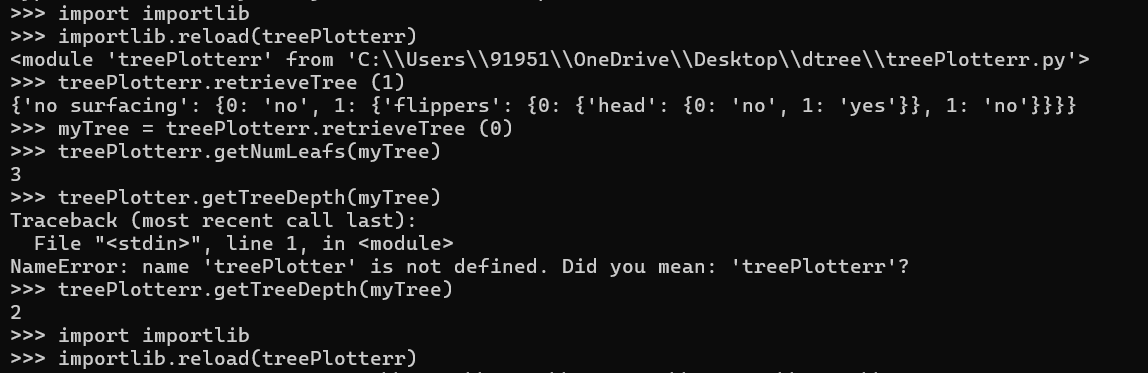 >>> import importlib
>>> importlib.reload(treePlotterr)
<module 'treePlotterr' from 'C:\\Users\\91951\\OneDrive\\Desktop\\dtree\\treePlotterr.py'>
>>> treePlotterr.retrieveTree (1)
{'no surfacing': {0: 'no', 1: {'flippers': {0: {'head': {0: 'no', 1: 'yes'}}, 1: 'no'}}}}
>>> myTree = treePlotterr.retrieveTree (0)
>>> treePlotterr.getNumLeafs(myTree)
3
>>> treePlotter.getTreeDepth(myTree)
Traceback (most recent call last):
  File "<stdin>", line 1, in <module>
NameError: name 'treePlotter' is not defined. Did you mean: 'treePlotterr'?
>>> treePlotterr.getTreeDepth(myTree)
2
>>> import importlib
>>> importlib.reload(treePlotterr)